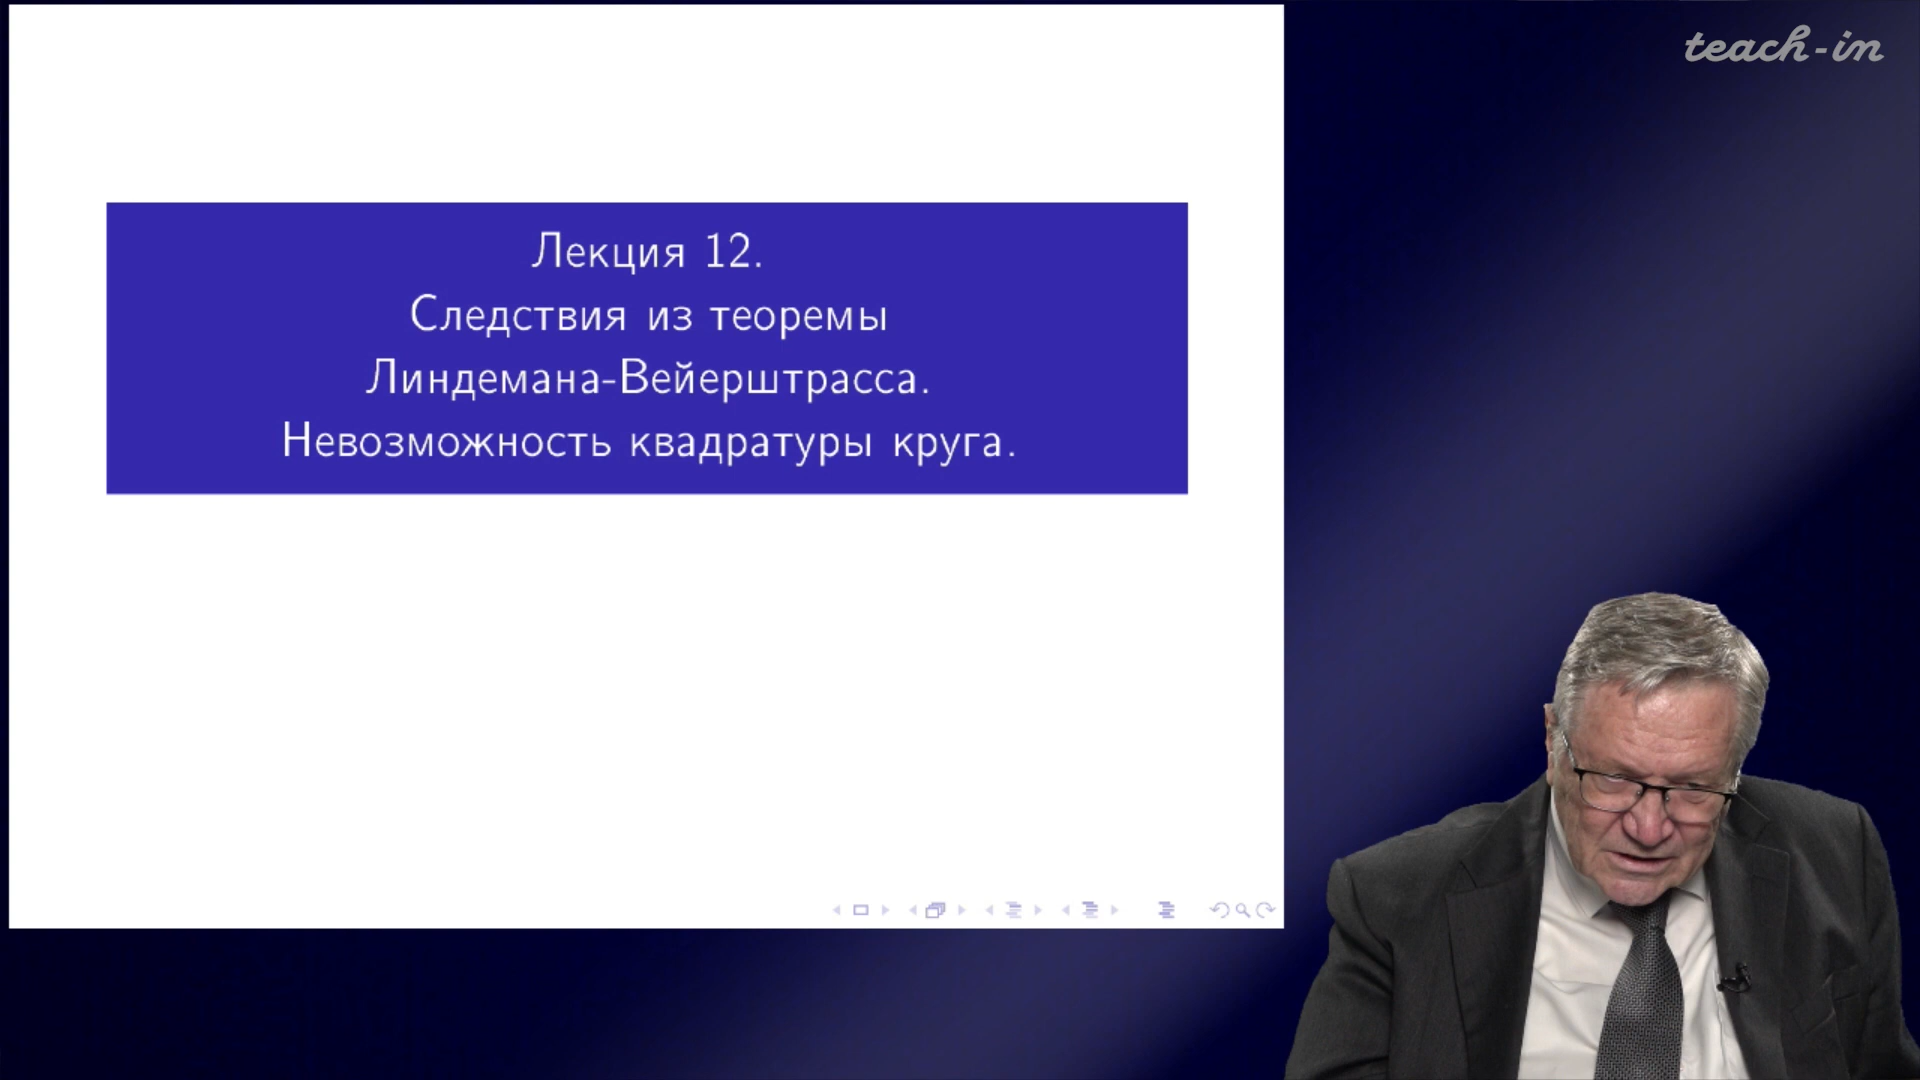 teach-in
Лекция 12.
Следствия из теоремы
Линдемана-Вейерштрасса.
Невозможность квадратуры круга.